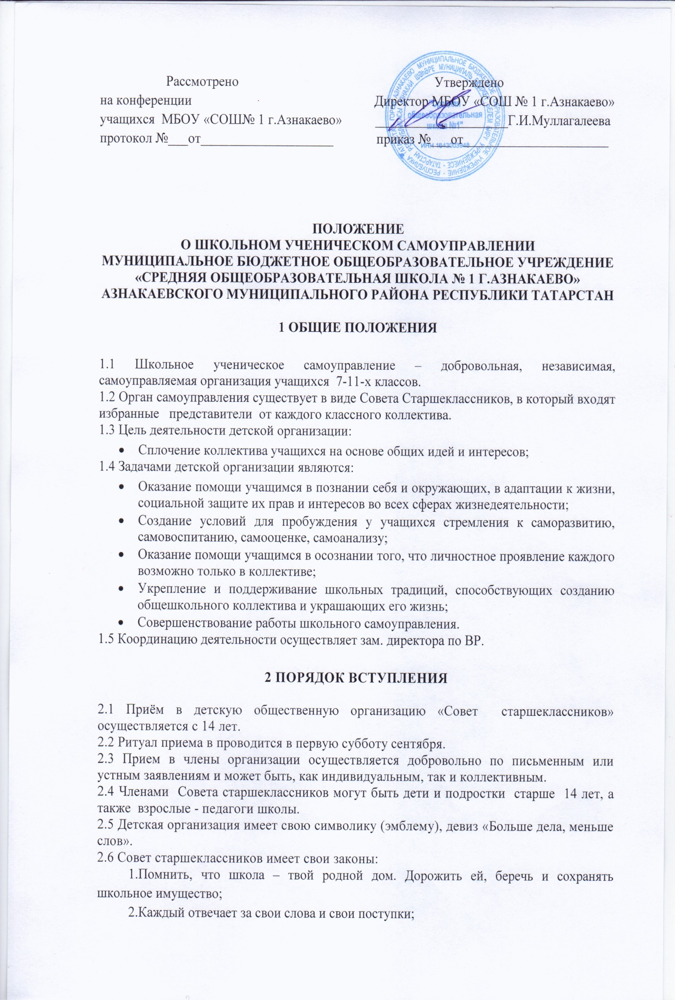 Рассмотрено
на конференции
учащихся МБОУ «СОШ№ 1 г.Азнакаево»
протокол №___от____________________
Утверждено
Директор МБОУ «СОШ № 1 г.Азнакаево»
____________________Г.И.Муллагалеева
приказ №___от______________________
общеобразовательная
школа №1"
ПОЛОЖЕНИЕ
О ШКОЛЬНОМ УЧЕНИЧЕСКОМ САМОУПРАВЛЕНИИ
МУНИЦИПАЛЬНОЕ БЮДЖЕТНОЕ ОБЩЕОБРАЗОВАТЕЛЬНОЕ УЧРЕЖДЕНИЕ
«СРЕДНЯЯ ОБЩЕОБРАЗОВАТЕЛЬНАЯ ШКОЛА № 1 Г.АЗНАКАЕВО»
АЗНАКАЕВСКОГО МУНИЦИПАЛЬНОГО РАЙОНА РЕСПУБЛИКИ ТАТАРСТАН
1 ОБЩИЕ ПОЛОЖЕНИЯ
1.1 Школьное ученическое самоуправление – добровольная, независимая,
самоуправляемая организация учащихся 7-11-х классов.
1.2 Орган самоуправления существует в виде Совета Старшеклассников, в который входят
избранные представители от каждого классного коллектива.
1.3 Цель деятельности детской организации:
• Сплочение коллектива учащихся на основе общих идей и интересов;
1.4 Задачами детской организации являются:
• Оказание помощи учащимся в познании себя и окружающих, в адаптации к жизни,
социальной защите их прав и интересов во всех сферах жизнедеятельности;
• Создание условий для пробуждения у учащихся стремления к саморазвитию,
самовоспитанию, самооценке, самоанализу;
• Оказание помощи учащимся в осознании того, что личностное проявление каждого
возможно только в коллективе;
• Укрепление и поддерживание школьных традиций, способствующих созданию
общешкольного коллектива и украшающих его жизнь;
• Совершенствование работы школьного самоуправления.
1.5 Координацию деятельности осуществляет зам. директора по ВР.
2 ПОРЯДОК ВСТУПЛЕНИЯ
2.1 Приём в детскую общественную организацию «Совет старшеклассников»
осуществляется с 14 лет.
2.2 Ритуал приема в проводится в первую субботу сентября.
2.3 Прием в члены организации осуществляется добровольно по письменным или
устным заявлениям и может быть, как индивидуальным, так и коллективным.
2.4 Членами Совета старшеклассников могут быть дети и подростки старше 14 лет, а
также взрослые - педагоги школы.
2.5 Детская организация имеет свою символику (эмблему), девиз «Больше дела, меньше
слов».
2.6 Совет старшеклассников имеет свои законы:
1.Помнить, что школа – твой родной дом. Дорожить ей, беречь и сохранять
школьное имущество;
2.Каждый отвечает за свои слова и свои поступки;